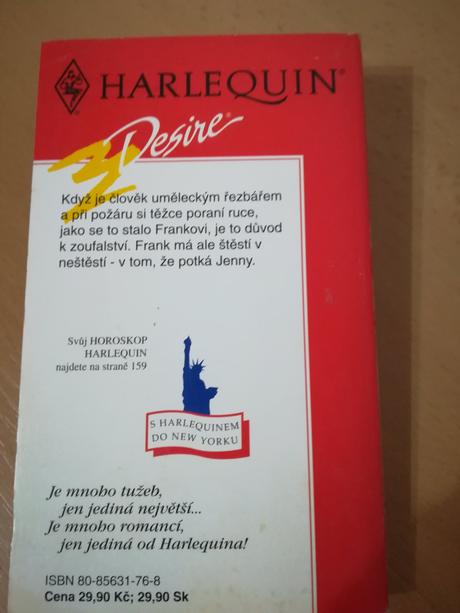 HARLEQUIN®
Desire®
Když je člověk uměleckým řezbářem
a při požáru si těžce poraní ruce,
jako se to stalo Frankovi, je to důvod
k zoufalství. Frank má ale štěstí v
neštěstí - v tom, že potká Jenny.
Svůj HOROSKOP
HARLEQUIN
najdete na straně 159
S HARLEQUINEM
DO NEW YORKU
Je mnoho tužeb,
jen jediná největší...
Je mnoho romancí,
jen jediná od Harlequina!
ISBN 80-85631-76-8
Cena 29,90 Kč; 29,90 Sk